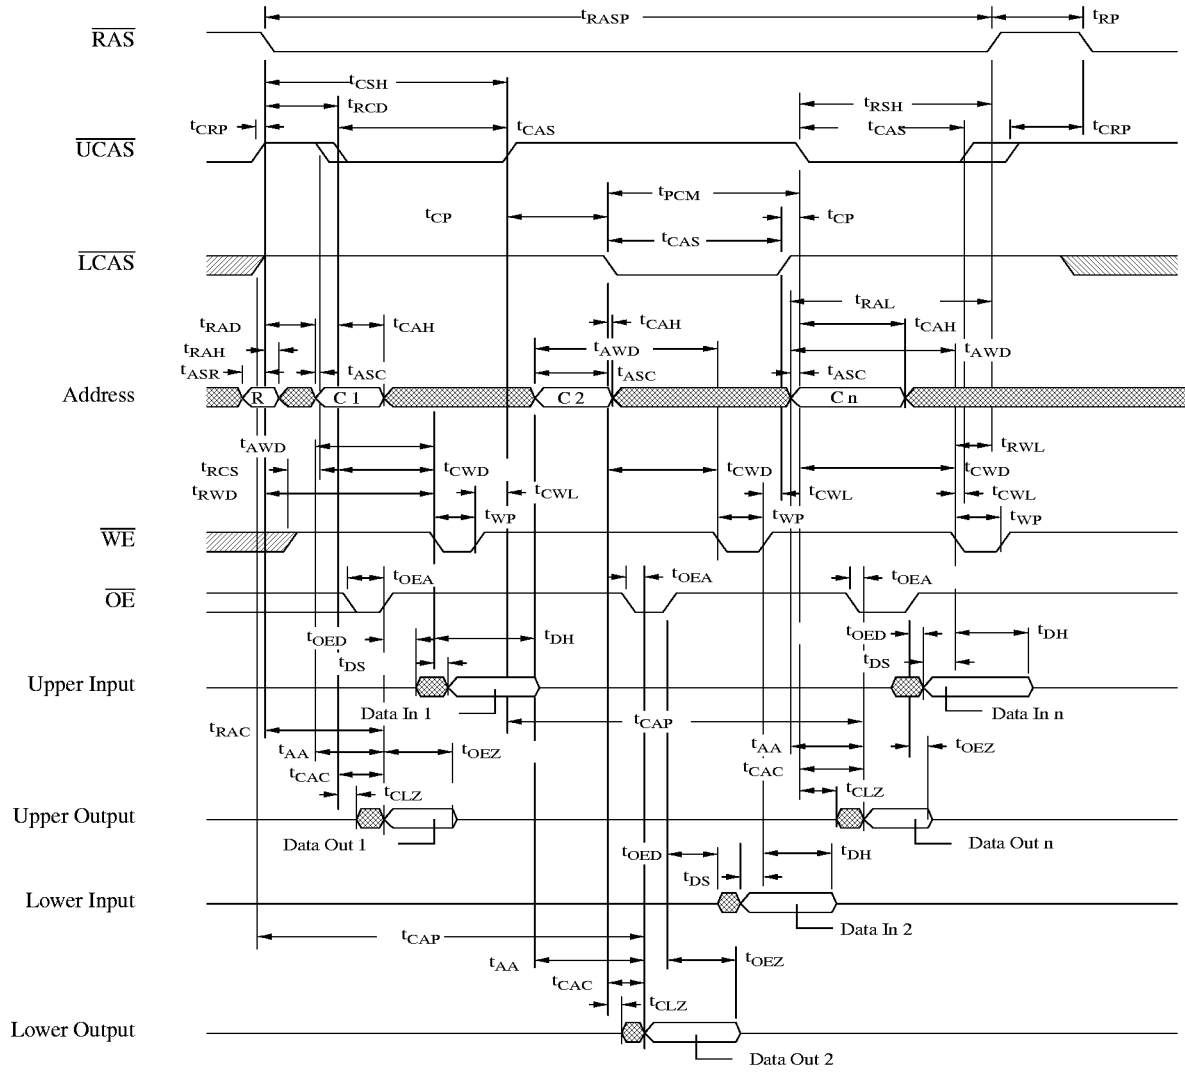 tRASP tRP
RAS
tCSH
tRCD tRSH
tCRP tCAS tCAS tCRP
UCAS
tPCM
tCP tCP
tCAS
LCAS
tRAL
tRAD tCAH tCAH tCAH
tRAH tAWD tAWD
tASR tASC tASC tASC
Address R C1 C2 Cn
tAWD tRWL
tRCS tCWD tCWD tCWD
tRWD tCWL tCWL tCWL
tWP tWP tWP
WE
tOEA tOEA tOEA
OE
tOED tDH tOED tDH
tDS tDS
Upper Input
Data In 1 Data In n
tCAP
tRAC
tAA tOEZ tAA tOEZ
tCAC tCAC
tCLZ tCLZ
Upper Output
Data Out 1 Data Out n
tOED tDH
tDS
Lower Input
Data In 2
tCAP
tAA tOEZ
tCAC
tCLZ
Lower Output
Data Out 2